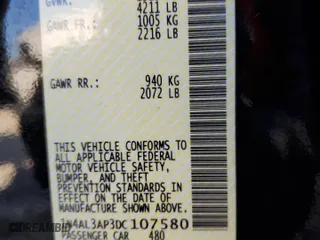 GVWR: 4211 LB
GAWR FR.: 1005 KG
2216 LB
GAWR RR.: 940 KG
2072 LB
THIS VEHICLE CONFORMS TO
ALL APPLICABLE FEDERAL
MOTOR VEHICLE SAFETY,
BUMPER, AND THEFT
PREVENTION STANDARDS IN
EFFECT ON THE DATE OF
MANUFACTURE SHOWN ABOVE.
1N4AL3AP3DC107580
PASSENGER CAR 480
DREAMBID